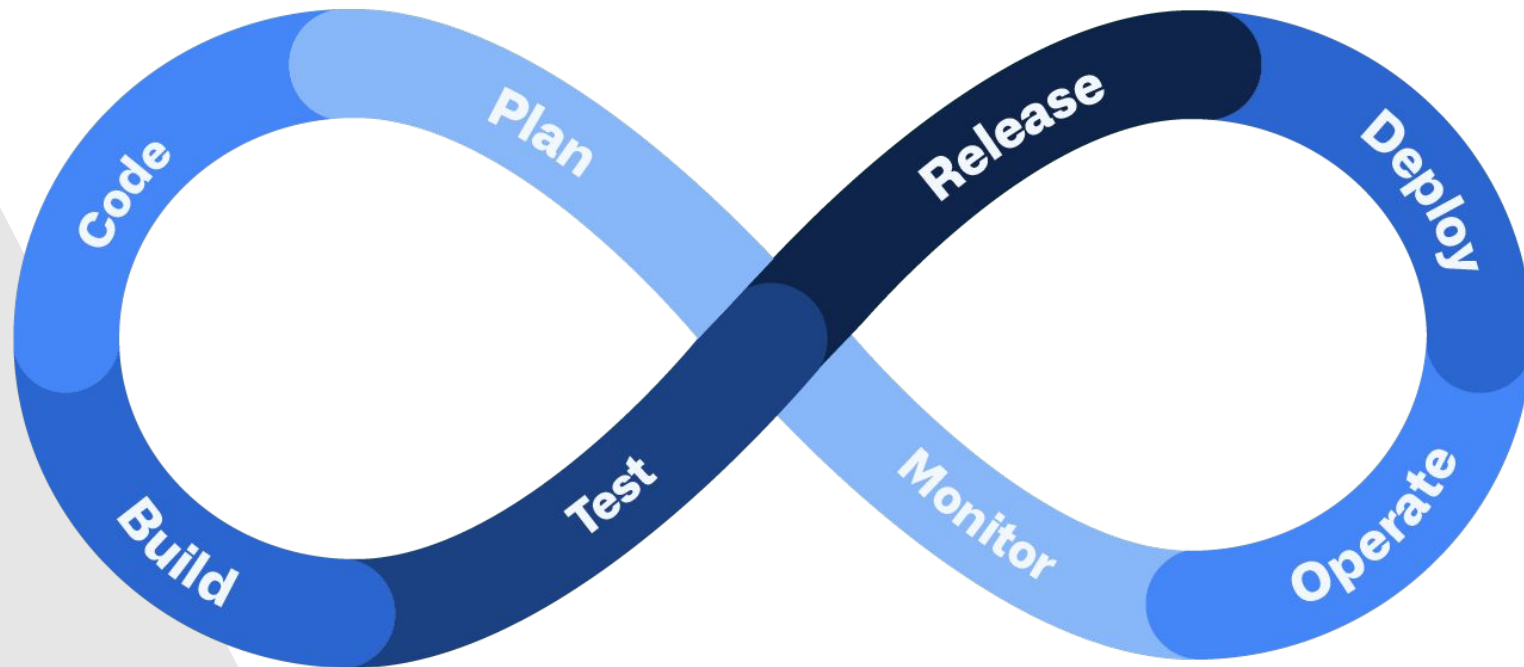 Plan
Code
Build
Test
Release
Deploy
Operate
Monitor